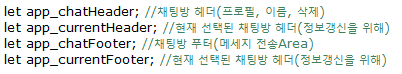 let app_chatHeader; //채팅방 헤더(프로필, 이름, 삭제)
let app_currentHeader; //현재 선택된 채팅방 헤더(정보갱신을 위해)
let app_chatFooter; //채팅방 푸터(메세지 전송Area)
let app_currentFooter; //현재 선택된 채팅방 헤더(정보갱신을 위해)